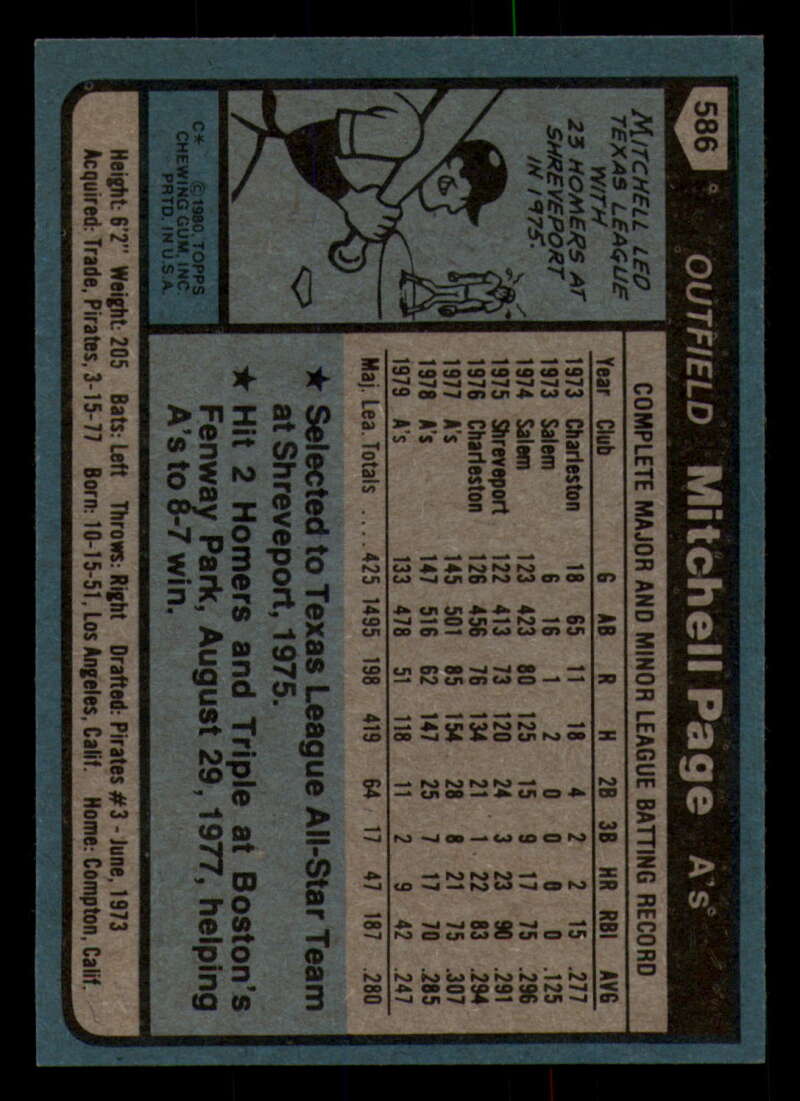 586
OUTFIELD Mitchell Page A's
MITCHELL LED
TEXAS LEAGUE
WITH
23 HOMERS AT
SHREVEPORT
IN 1975.
C* ©1980 TOPPS
CHEWING GUM, INC.
PRTD. IN U.S.A.
COMPLETE MAJOR AND MINOR LEAGUE BATTING RECORD
Year Club G AB R H 2B 3B HR RBI AVG
1973 Charleston 18 65 11 18 4 2 2 15 .277
1973 Salem 6 16 1 2 0 0 0 0 .125
1974 Salem 123 423 80 125 15 9 17 75 .296
1975 Shreveport 122 413 73 120 24 3 23 90 .291
1976 Charleston 126 456 76 134 21 1 22 83 .294
1977 A's 145 501 85 154 28 8 21 75 .307
1978 A's 147 516 62 147 25 7 17 70 .285
1979 A's 133 478 51 118 11 2 9 42 .247
Maj. Lea. Totals .... 425 1495 198 419 64 17 47 187 .280
★ Selected to Texas League All-Star Team
at Shreveport, 1975.
★ Hit 2 Homers and Triple at Boston's
Fenway Park, August 29, 1977, helping
A's to 8-7 win.
Height: 6'2" Weight: 205 Bats: Left Throws: Right Drafted: Pirates #3 - June, 1973
Acquired: Trade, Pirates, 3-15-77 Born: 10-15-51, Los Angeles, Calif. Home: Compton, Calif.